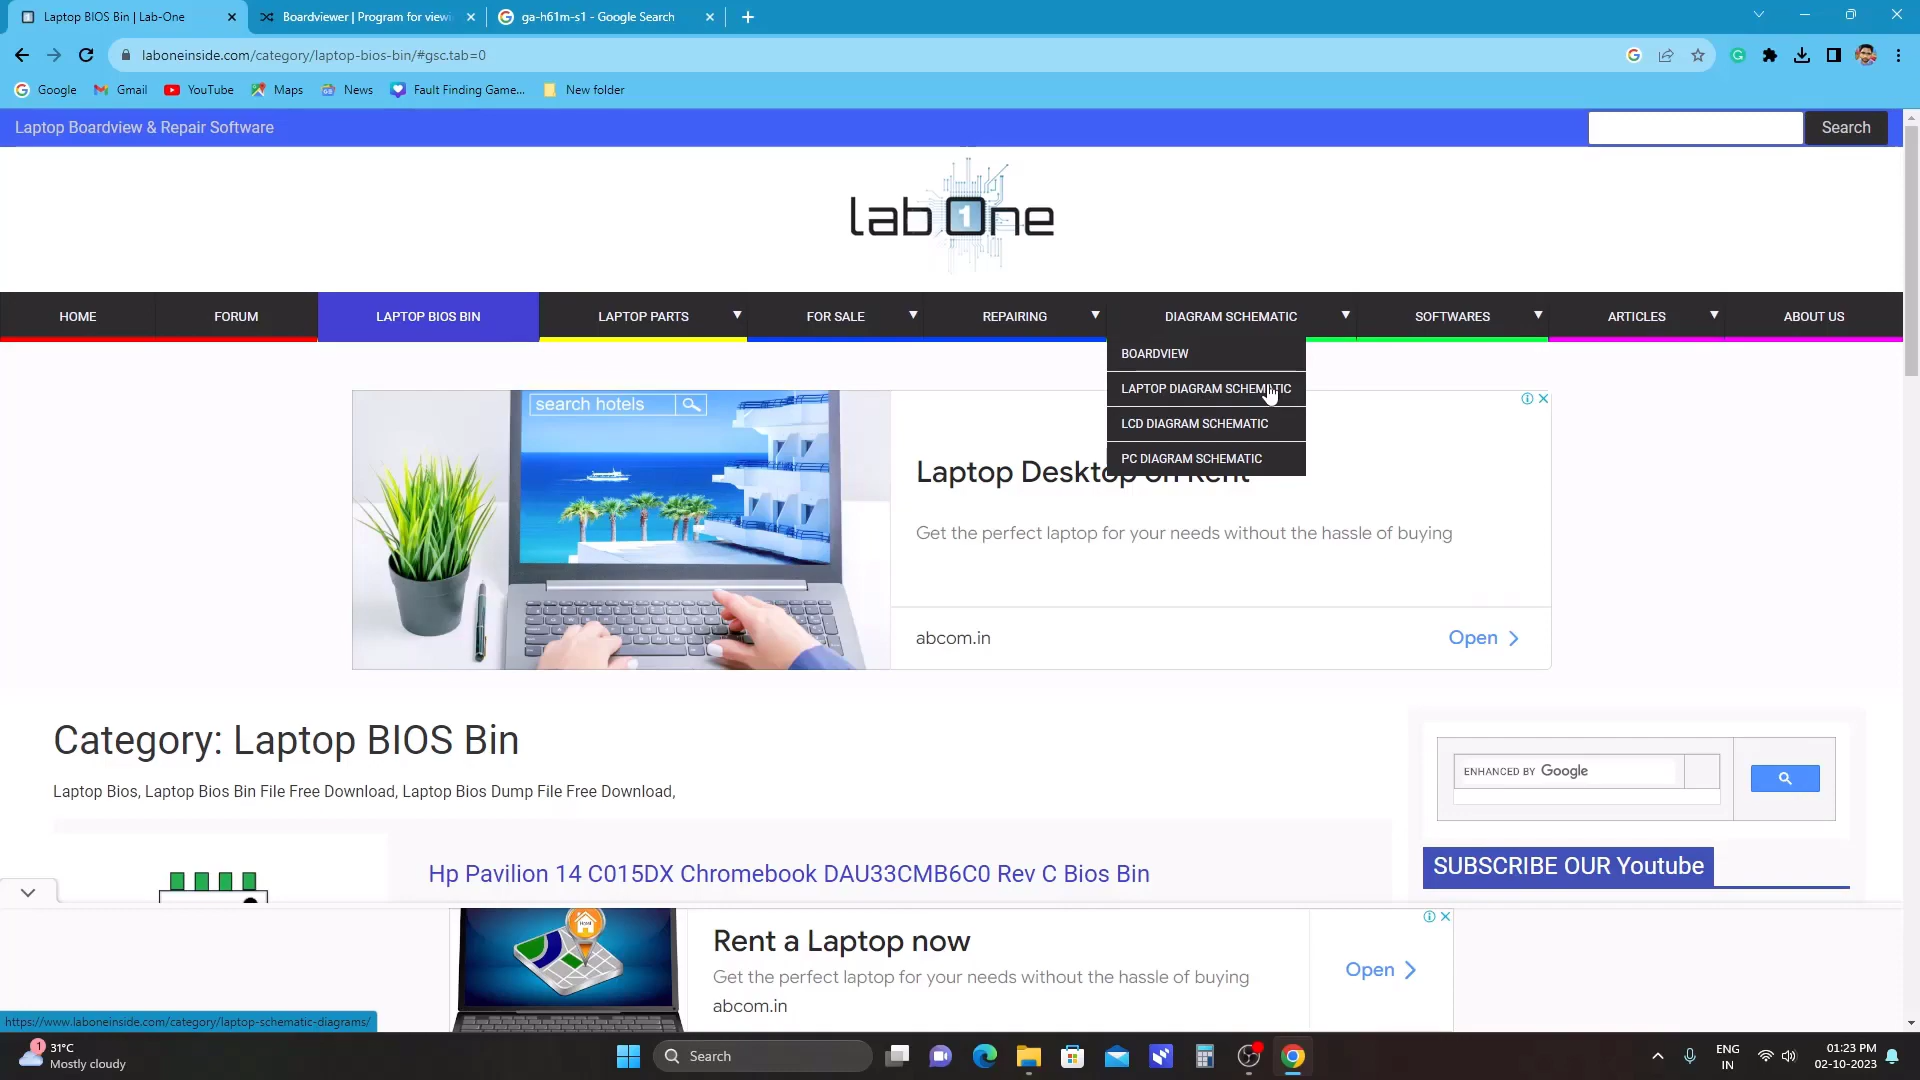 Laptop BIOS Bin | Lab-One
Boardviewer | Program for viewi
ga-h61m-s1 - Google Search
laboneinside.com/category/laptop-bios-bin/#gsc.tab=0
Google
Gmail
YouTube
Maps
News
Fault Finding Game...
New folder
Laptop Boardview & Repair Software
Search
lab 1ne
HOME
FORUM
LAPTOP BIOS BIN
LAPTOP PARTS
FOR SALE
REPAIRING
DIAGRAM SCHEMATIC
SOFTWARES
ARTICLES
ABOUT US
BOARDVIEW
LAPTOP DIAGRAM SCHEMATIC
LCD DIAGRAM SCHEMATIC
PC DIAGRAM SCHEMATIC
search hotels
Laptop Desktop on Rent
Get the perfect laptop for your needs without the hassle of buying
abcom.in
Open
Category: Laptop BIOS Bin
Laptop Bios, Laptop Bios Bin File Free Download, Laptop Bios Dump File Free Download,
ENHANCED BY Google
Hp Pavilion 14 C015DX Chromebook DAU33CMB6C0 Rev C Bios Bin
SUBSCRIBE OUR Youtube
HOME
Rent a Laptop now
Get the perfect laptop for your needs without the hassle of buying
abcom.in
Open
https://www.laboneinside.com/category/laptop-schematic-diagrams/
1
31°C
Mostly cloudy
Search
ENG
IN
01:23 PM
02-10-2023